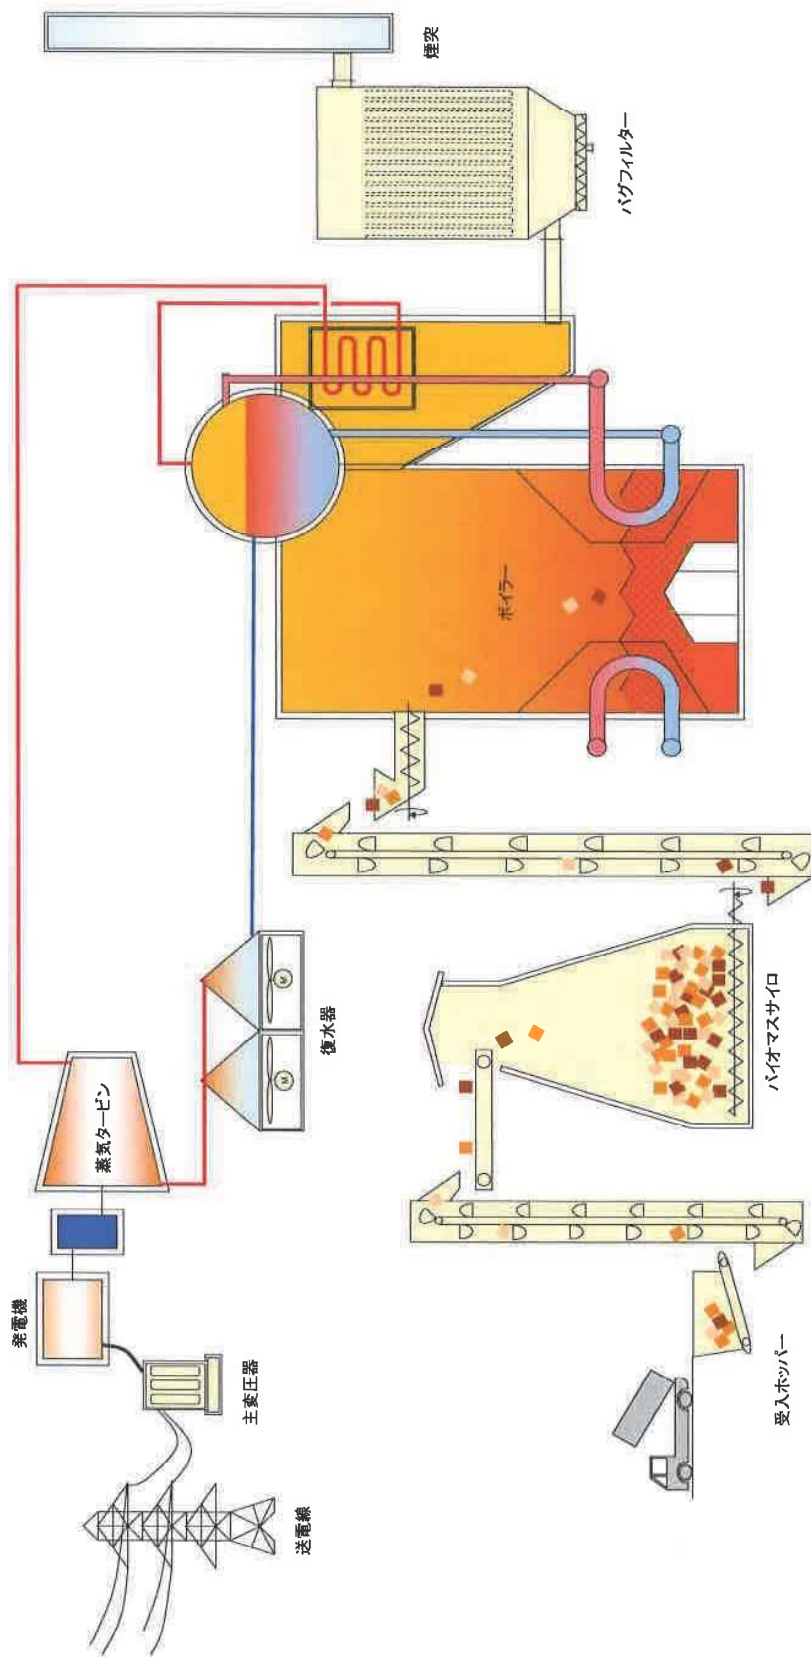 送電線
主変圧器
発電機
蒸気タービン
復水器
M
M
受入ホッパー
バイオマスサイロ
ボイラー
バグフィルター
煙突